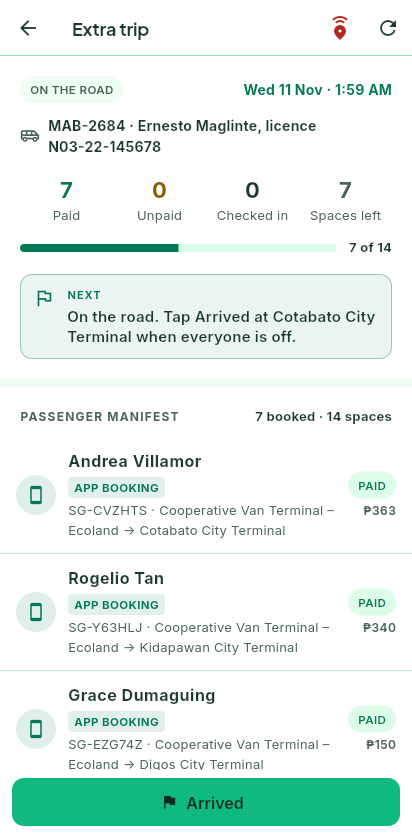 Extra trip
ON THE ROAD
Wed 11 Nov · 1:59 AM
MAB-2684 · Ernesto Maglinte, licence
N03-22-145678
7 0 0 7
Paid Unpaid Checked in Spaces left
7 of 14
NEXT
On the road. Tap Arrived at Cotabato City
Terminal when everyone is off.
PASSENGER MANIFEST
7 booked · 14 spaces
Andrea Villamor
APP BOOKING
PAID
SG-CVZHTS · Cooperative Van Terminal –
Ecoland → Cotabato City Terminal
₱363
Rogelio Tan
APP BOOKING
PAID
SG-Y63HLJ · Cooperative Van Terminal –
Ecoland → Kidapawan City Terminal
₱340
Grace Dumaguing
APP BOOKING
PAID
SG-EZG74Z · Cooperative Van Terminal –
Ecoland → Digos City Terminal
₱150
Arrived